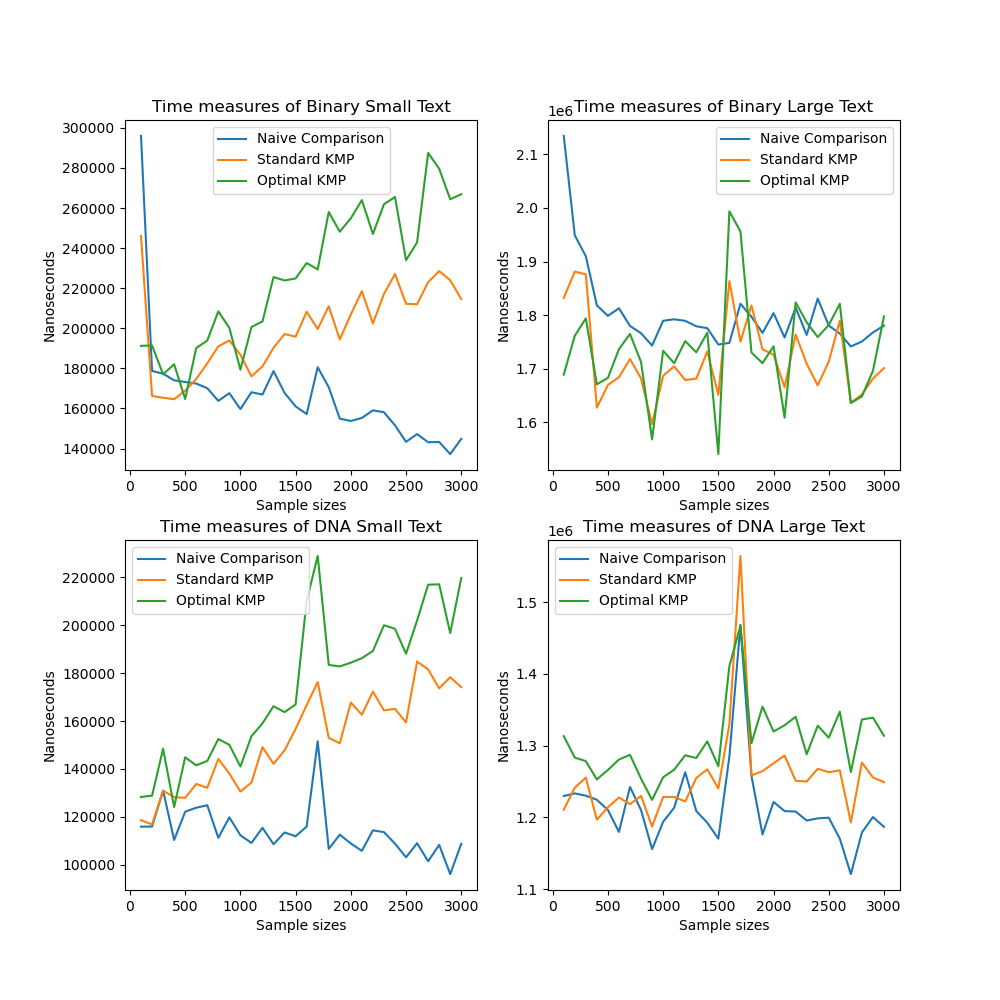 Time measures of Binary Small Text
300000
280000
260000
240000
220000
200000
180000
160000
140000
Nanoseconds
Naive Comparison
Standard KMP
Optimal KMP
0 500 1000 1500 2000 2500 3000
Sample sizes
1e6
Time measures of Binary Large Text
2.1
2.0
1.9
1.8
1.7
1.6
Nanoseconds
Naive Comparison
Standard KMP
Optimal KMP
0 500 1000 1500 2000 2500 3000
Sample sizes
Time measures of DNA Small Text
220000
200000
180000
160000
140000
120000
100000
Nanoseconds
Naive Comparison
Standard KMP
Optimal KMP
0 500 1000 1500 2000 2500 3000
Sample sizes
1e6
Time measures of DNA Large Text
1.5
1.4
1.3
1.2
1.1
Nanoseconds
Naive Comparison
Standard KMP
Optimal KMP
0 500 1000 1500 2000 2500 3000
Sample sizes